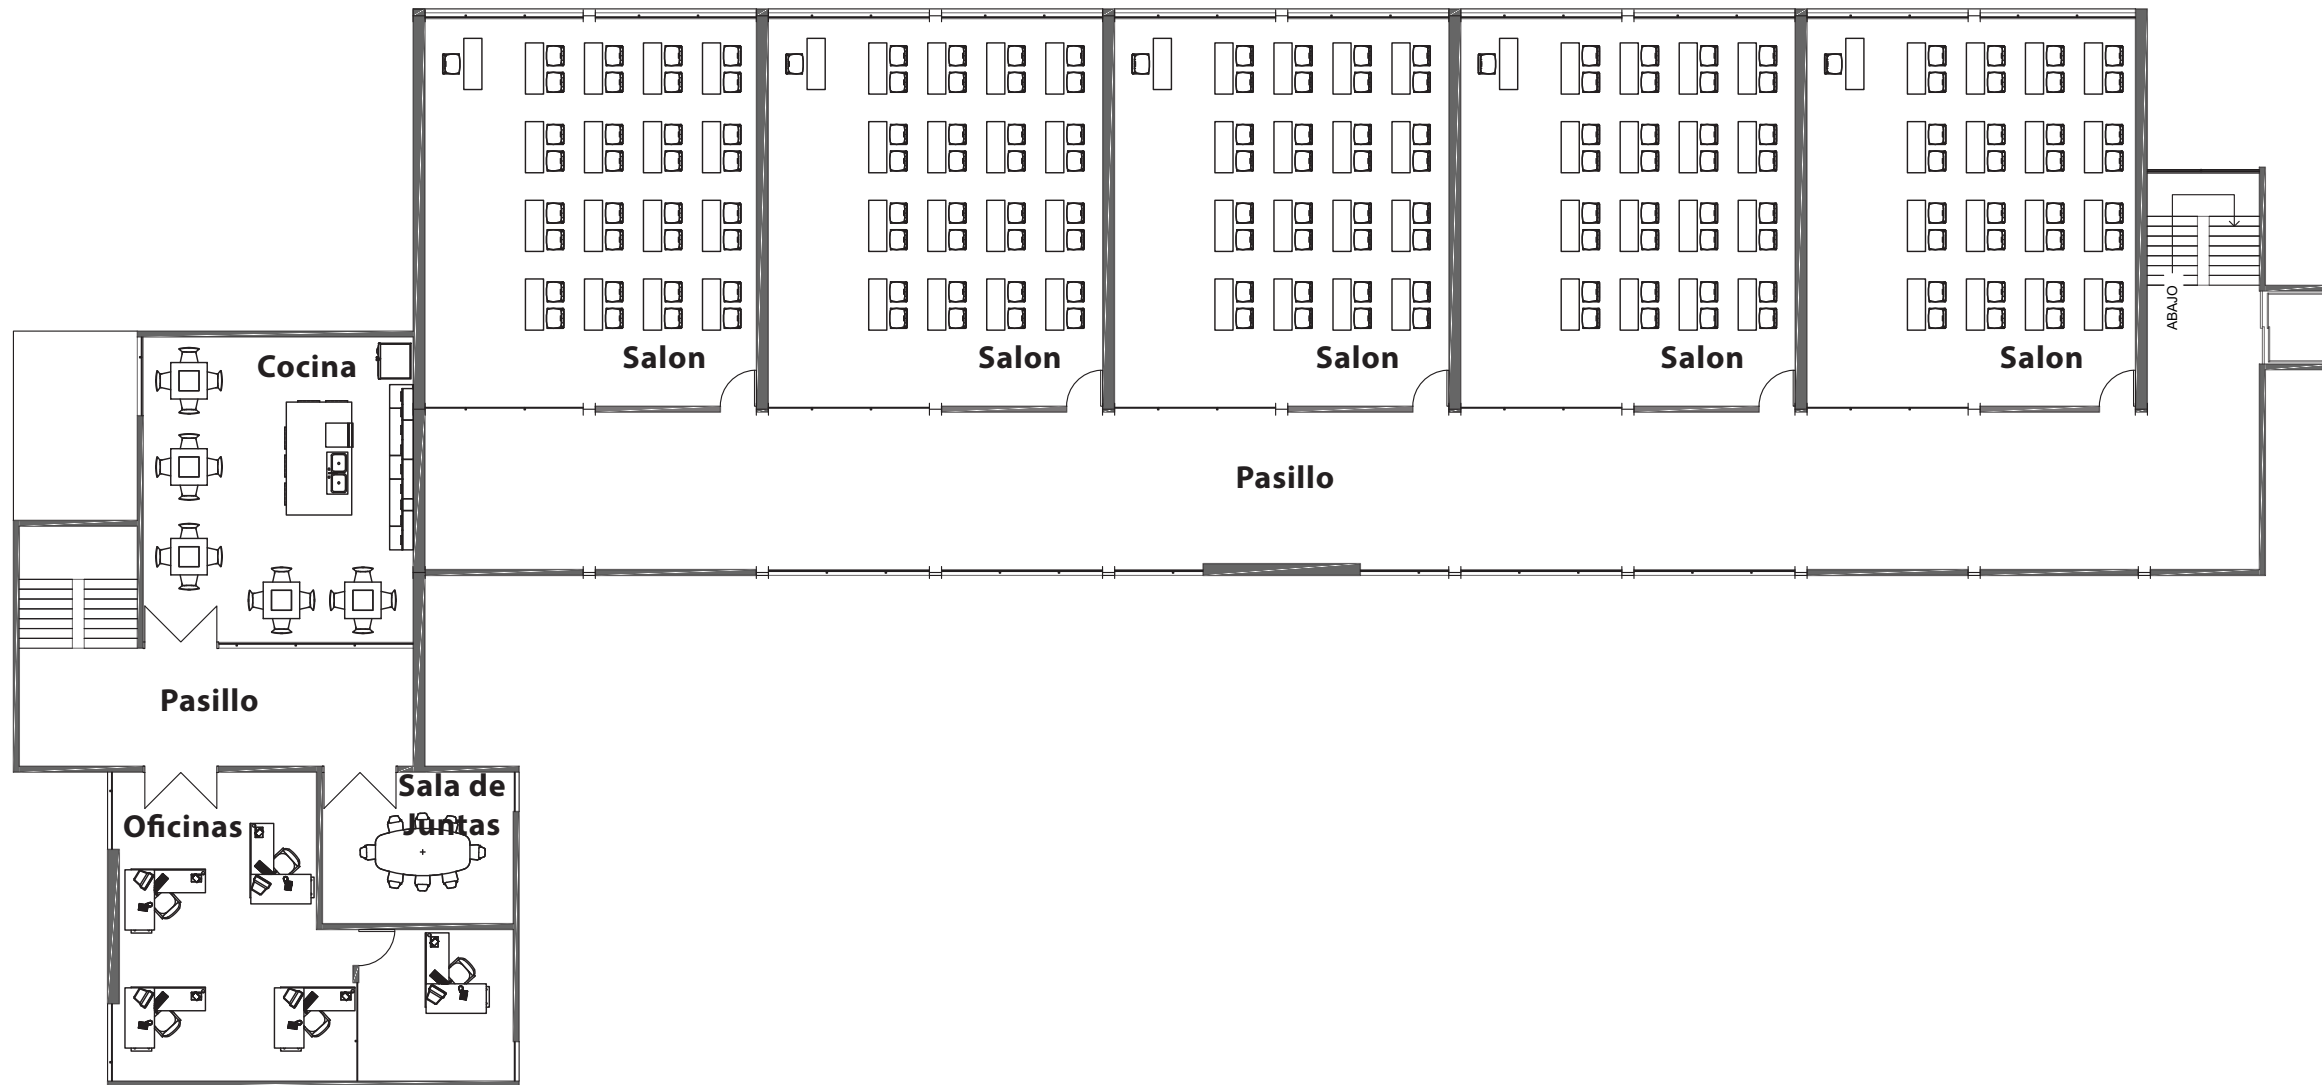 Salon
Salon
Salon
Salon
Salon
Cocina
ABAJO
Pasillo
Pasillo
Sala de
Juntas
Oficinas